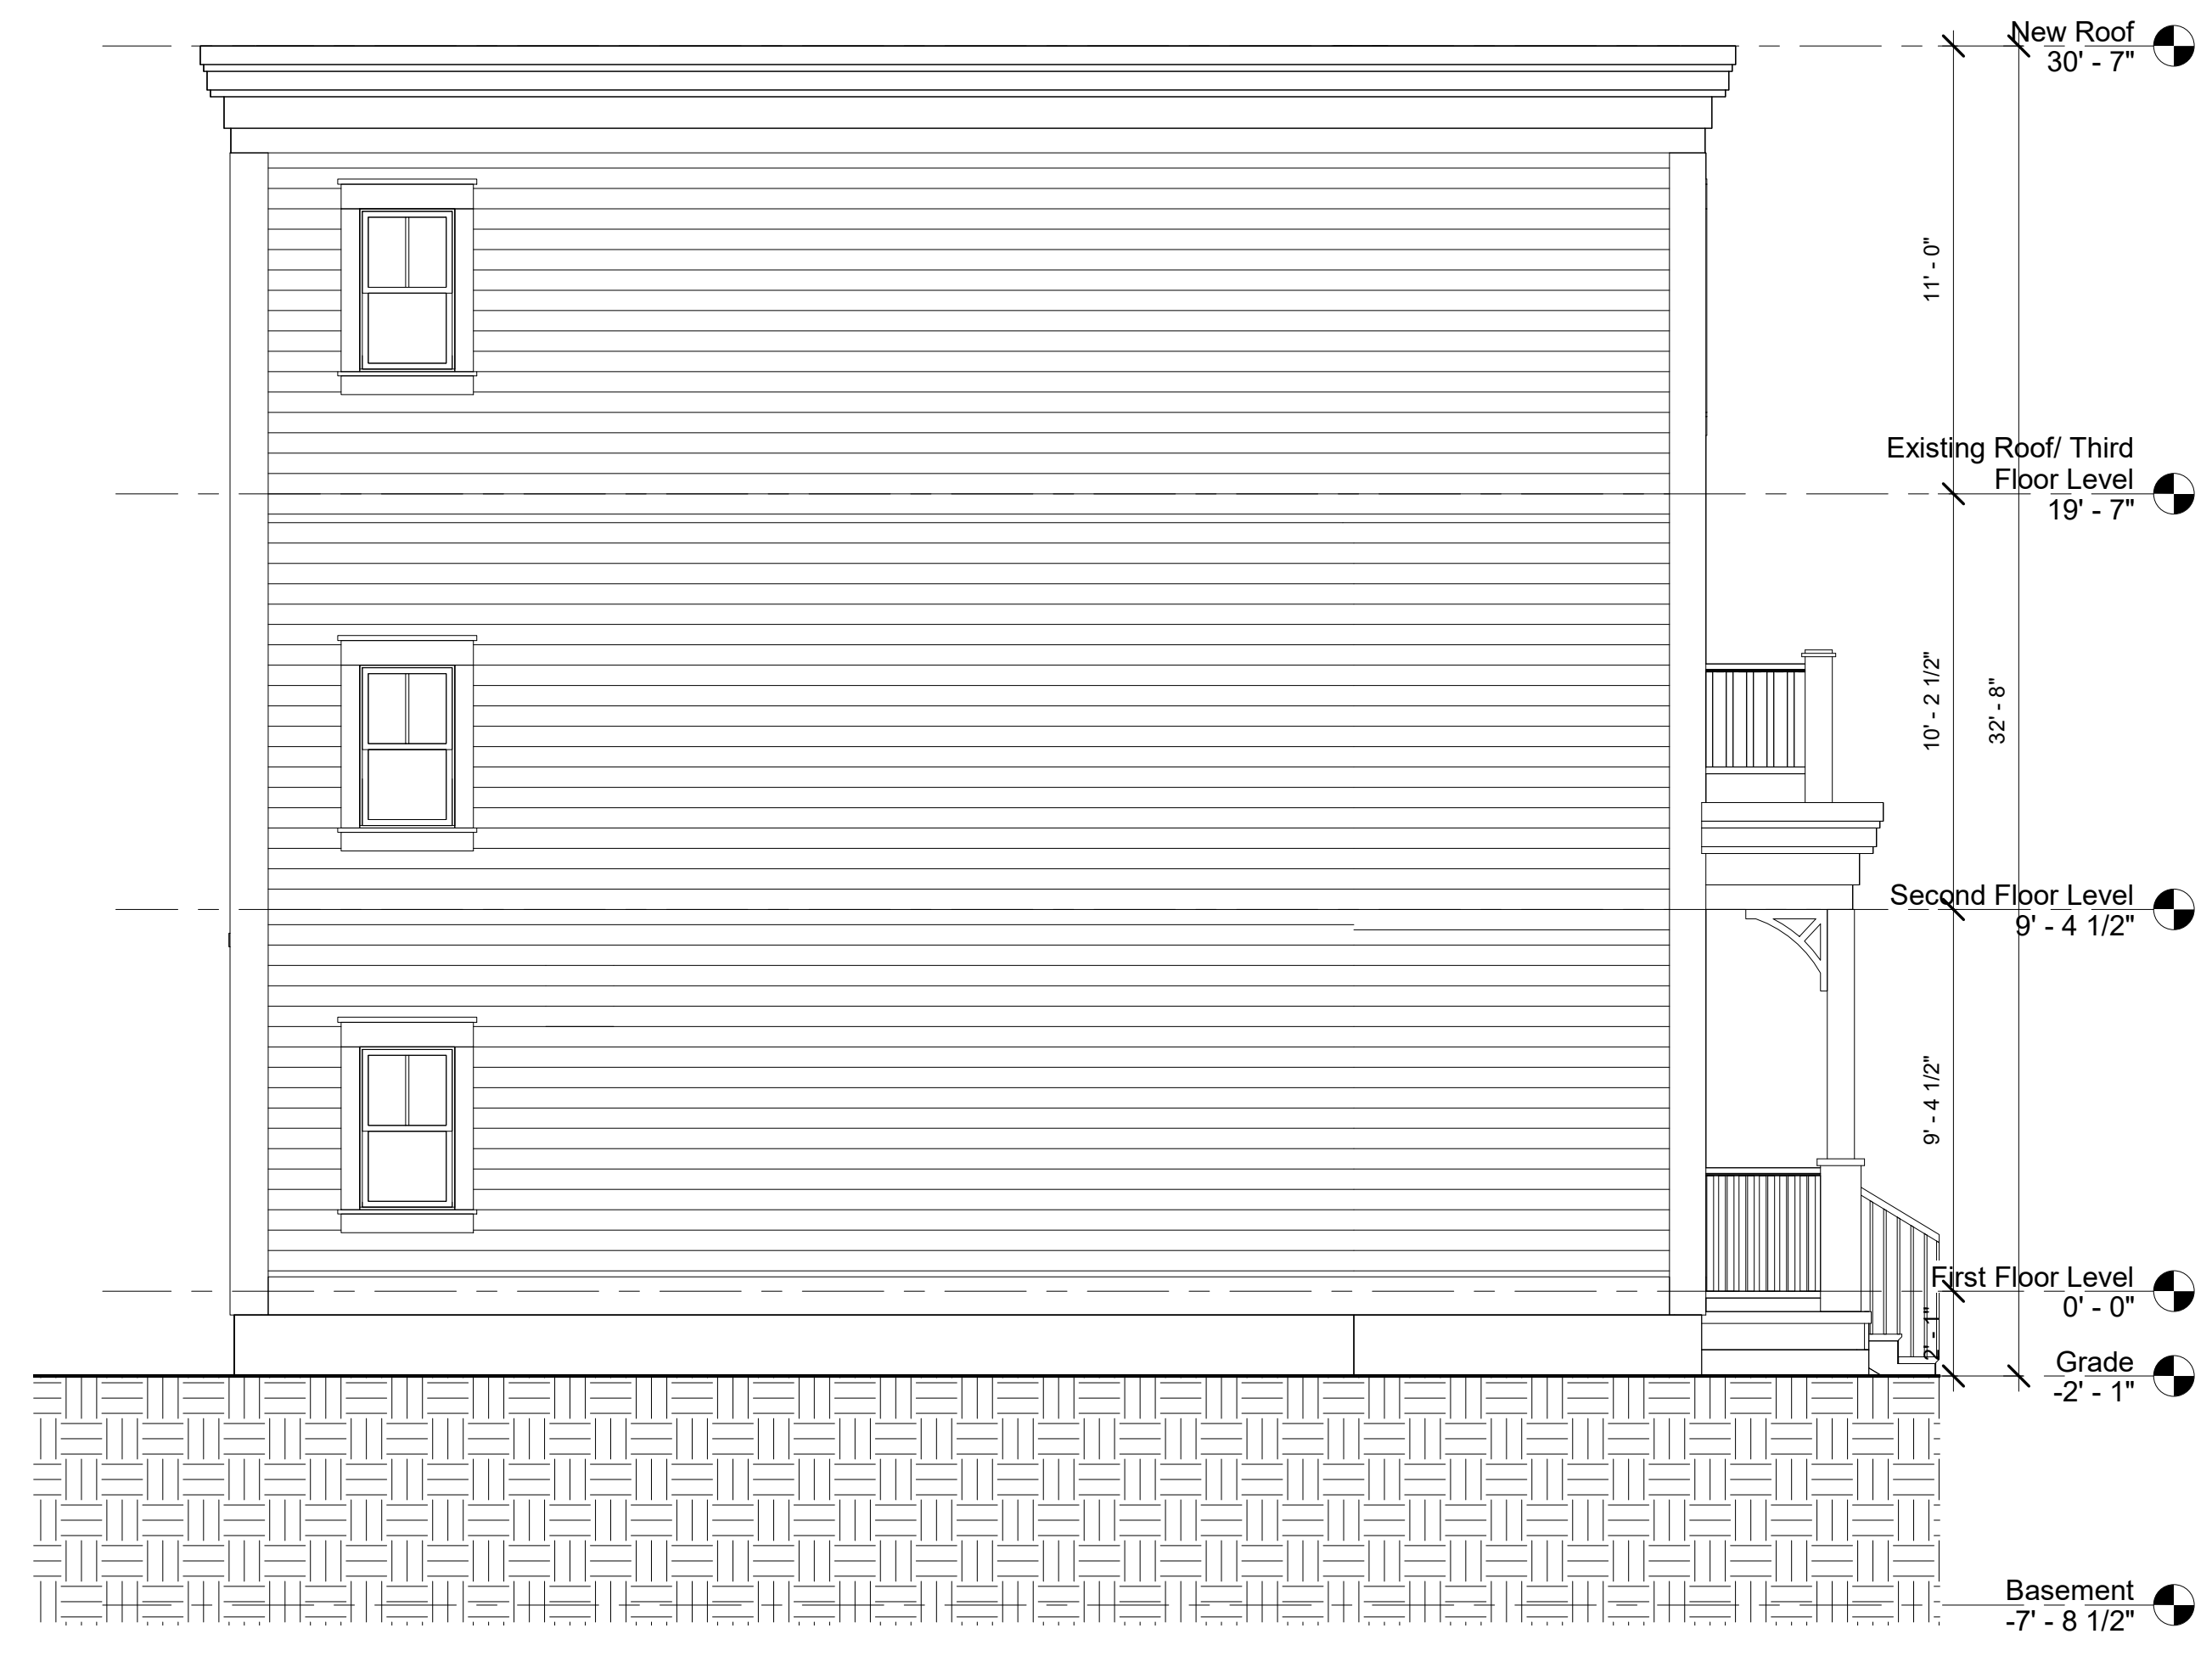 New Roof
30' - 7"
11' - 0"
Existing Roof/ Third
Floor Level
19' - 7"
10' - 2 1/2"
32' - 8"
Second Floor Level
9' - 4 1/2"
9' - 4 1/2"
First Floor Level
0' - 0"
2' - 1"
Grade
-2' - 1"
Basement
-7' - 8 1/2"